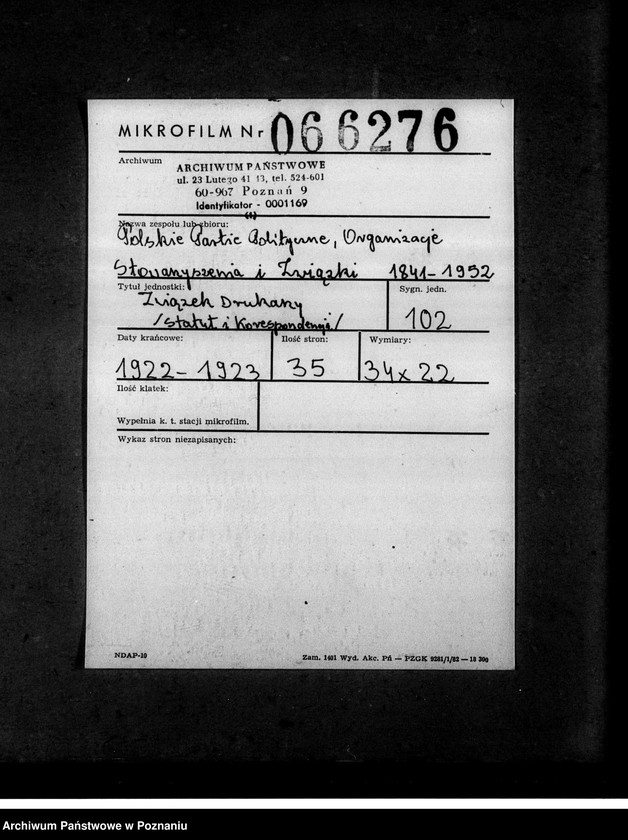 MIKROFILM Nr 066276
Archiwum
ARCHIWUM PAŃSTWOWE
ul. 23 Lutego 41 43, tel. 524-601
60-967 Poznań 9
Identyfikator - 0001169
(1)
Nazwa zespołu lub zbioru:
Polskie Partie Polityczne, Organizacje
Stowarzyszenia i Związki 1841-1952
Tytuł jednostki:
Sygn. jedn.
Związek Drukarzy
/Statut i Korespondencja/
102
Daty krańcowe:
Ilość stron:
Wymiary:
1922-1923
35
34x22
Ilość klatek:
Wypełnia k. t. stacji mikrofilm.
Wykaz stron niezapisanych:
NDAP-10
Zam. 1401 Wyd. Akc. Pń — PZGK 9281/1/82 — 18 300
Archiwum Państwowe w Poznaniu